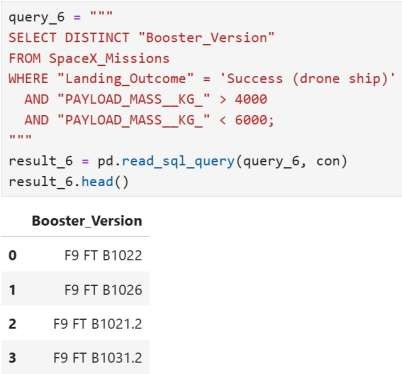 query_6 = """
SELECT DISTINCT "Booster_Version"
FROM SpaceX_Missions
WHERE "Landing_Outcome" = 'Success (drone ship)'
  AND "PAYLOAD_MASS__KG_" > 4000
  AND "PAYLOAD_MASS__KG_" < 6000;
"""
result_6 = pd.read_sql_query(query_6, con)
result_6.head()
Booster_Version
0 F9 FT B1022
1 F9 FT B1026
2 F9 FT B1021.2
3 F9 FT B1031.2